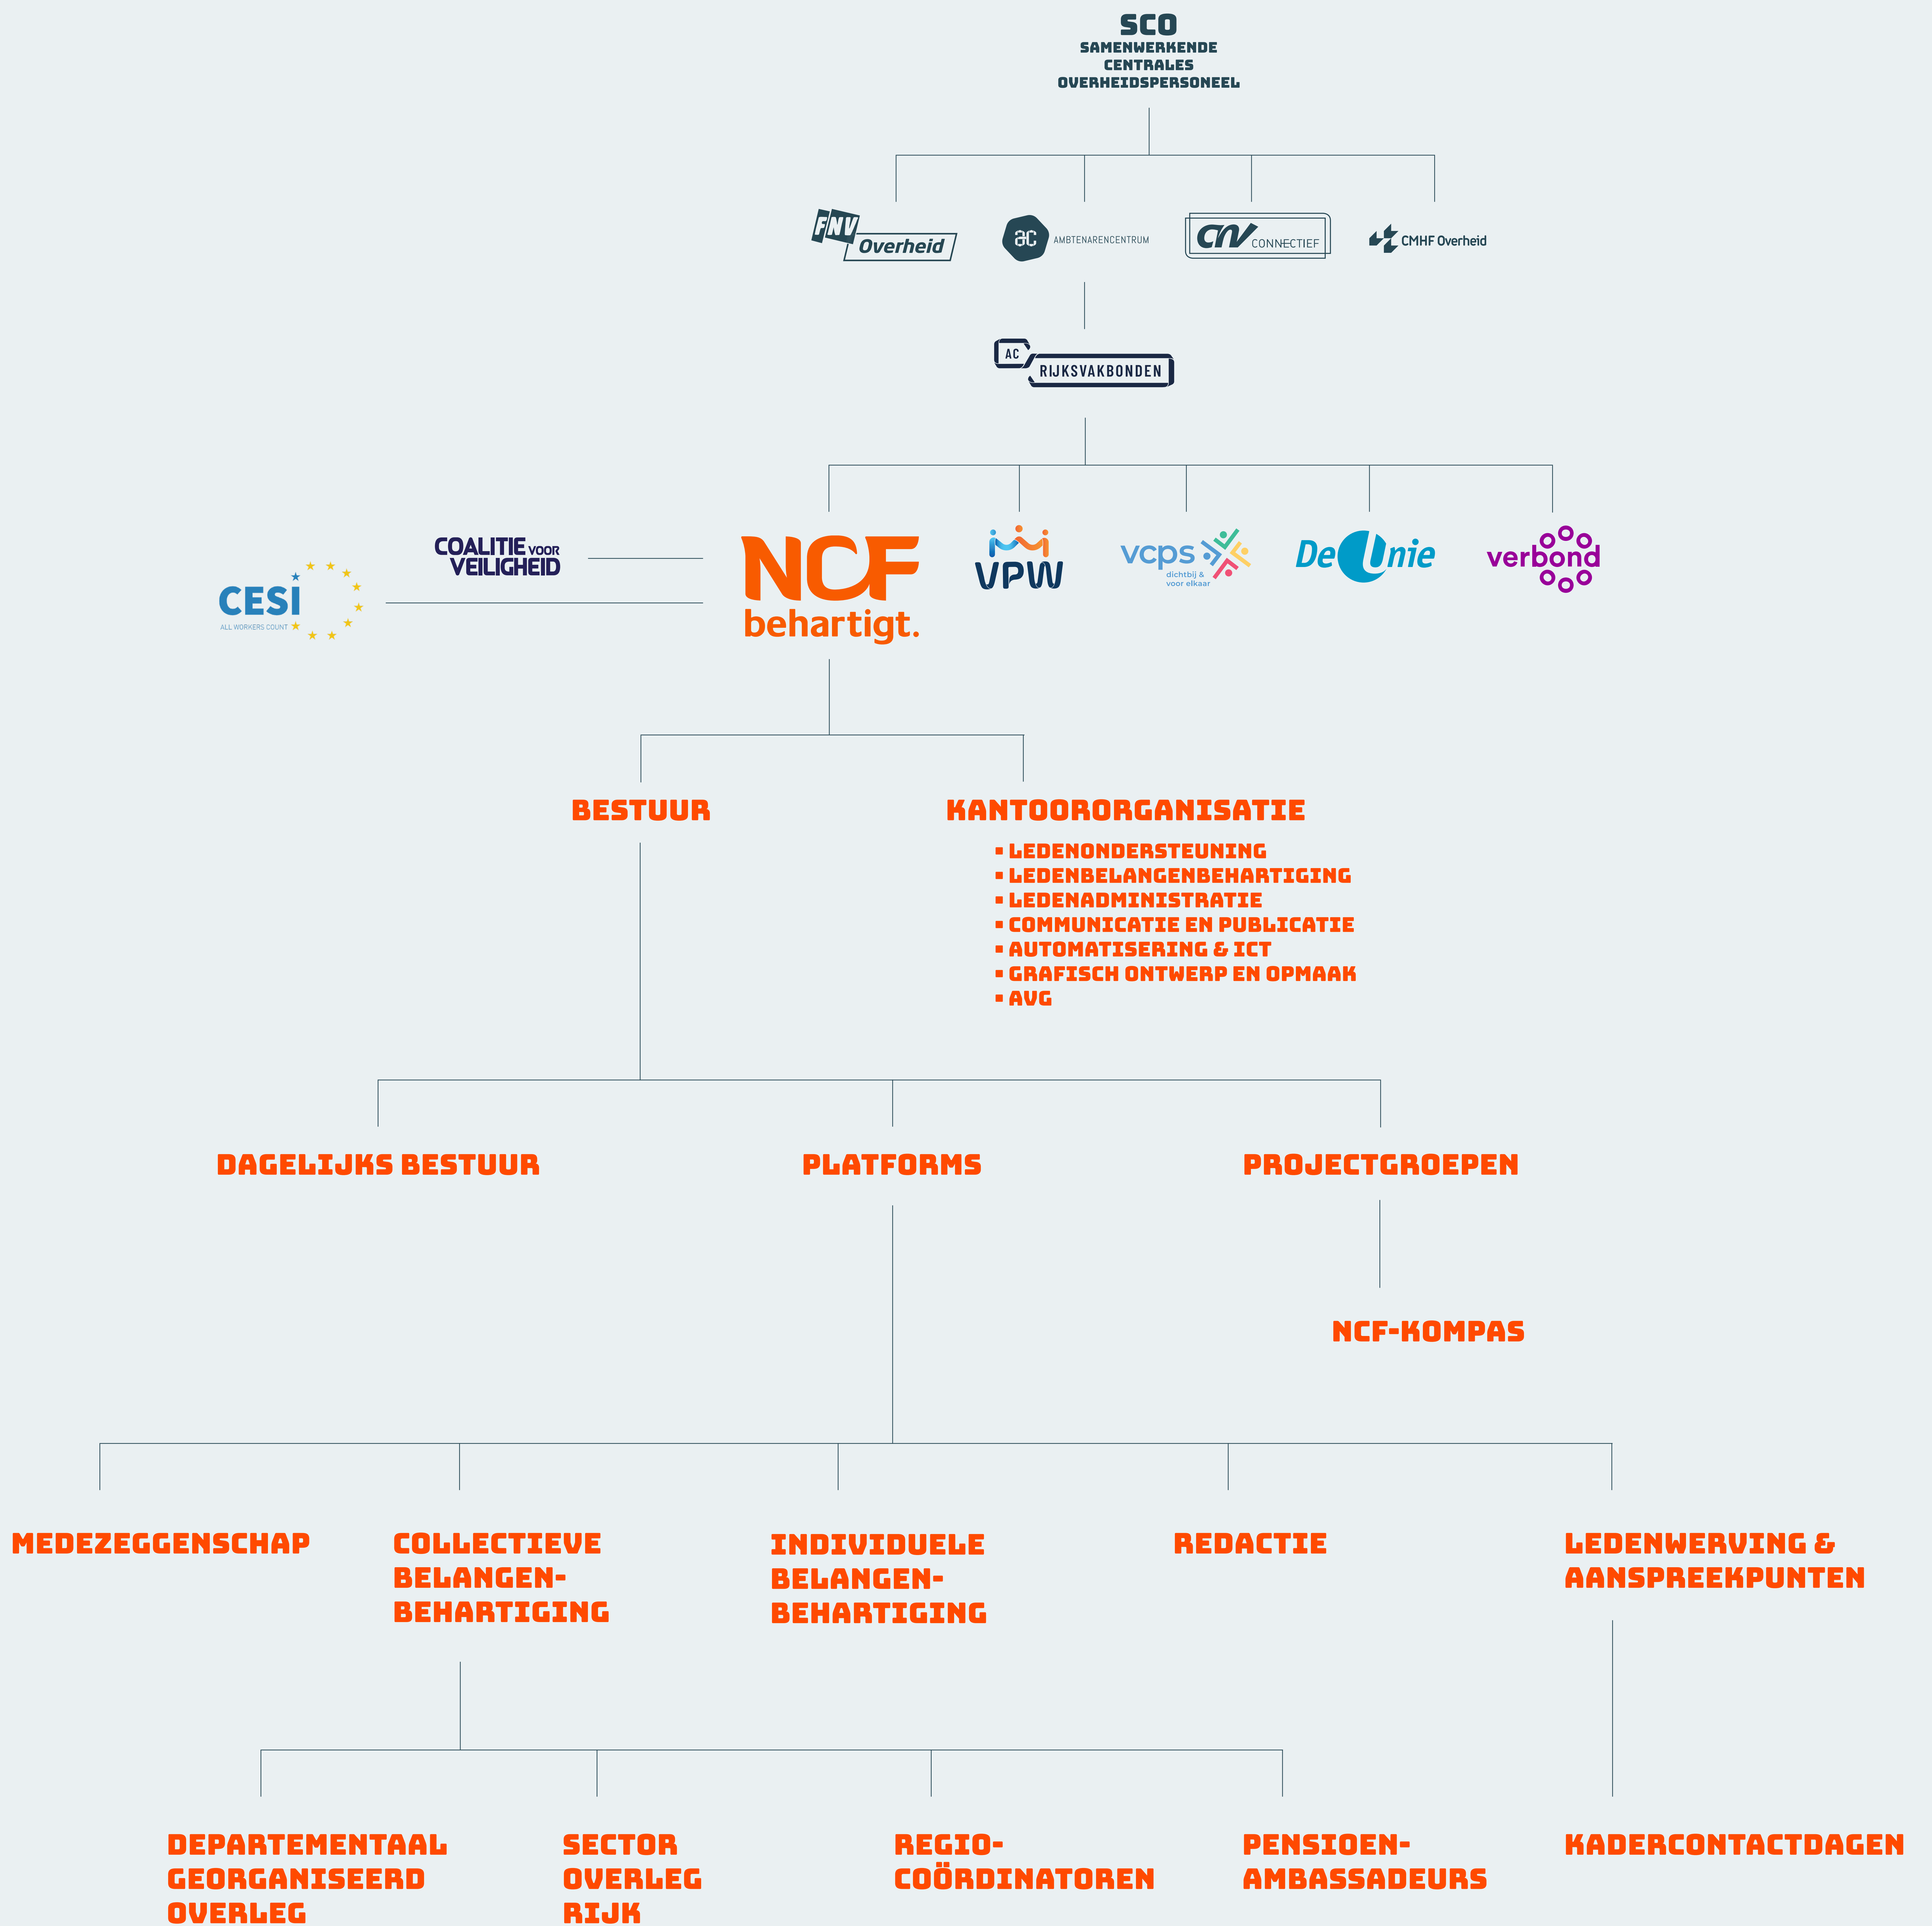 SCO
SAMENWERKENDE
CENTRALES
OVERHEIDSPERSONEEL
FNV
Overheid
ac AMBTENARENCENTRUM
CNV CONNECTIEF
CMHF Overheid
AC
RIJKSVAKBONDEN
COALITIE VOOR
VEILIGHEID
CESI
ALL WORKERS COUNT
NCF
behartigt.
VPW
vcps
dichtbij &
voor elkaar
De Unie
verbond
BESTUUR
KANTOORORGANISATIE
▪ LEDENONDERSTEUNING
▪ LEDENBELANGENBEHARTIGING
▪ LEDENADMINISTRATIE
▪ COMMUNICATIE EN PUBLICATIE
▪ AUTOMATISERING & ICT
▪ GRAFISCH ONTWERP EN OPMAAK
▪ AVG
DAGELIJKS BESTUUR
PLATFORMS
PROJECTGROEPEN
NCF-KOMPAS
MEDEZEGGENSCHAP
COLLECTIEVE
BELANGEN-
BEHARTIGING
INDIVIDUELE
BELANGEN-
BEHARTIGING
REDACTIE
LEDENWERVING &
AANSPREEKPUNTEN
DEPARTEMENTAAL
GEORGANISEERD
OVERLEG
SECTOR
OVERLEG
RIJK
REGIO-
COÖRDINATOREN
PENSIOEN-
AMBASSADEURS
KADERCONTACTDAGEN